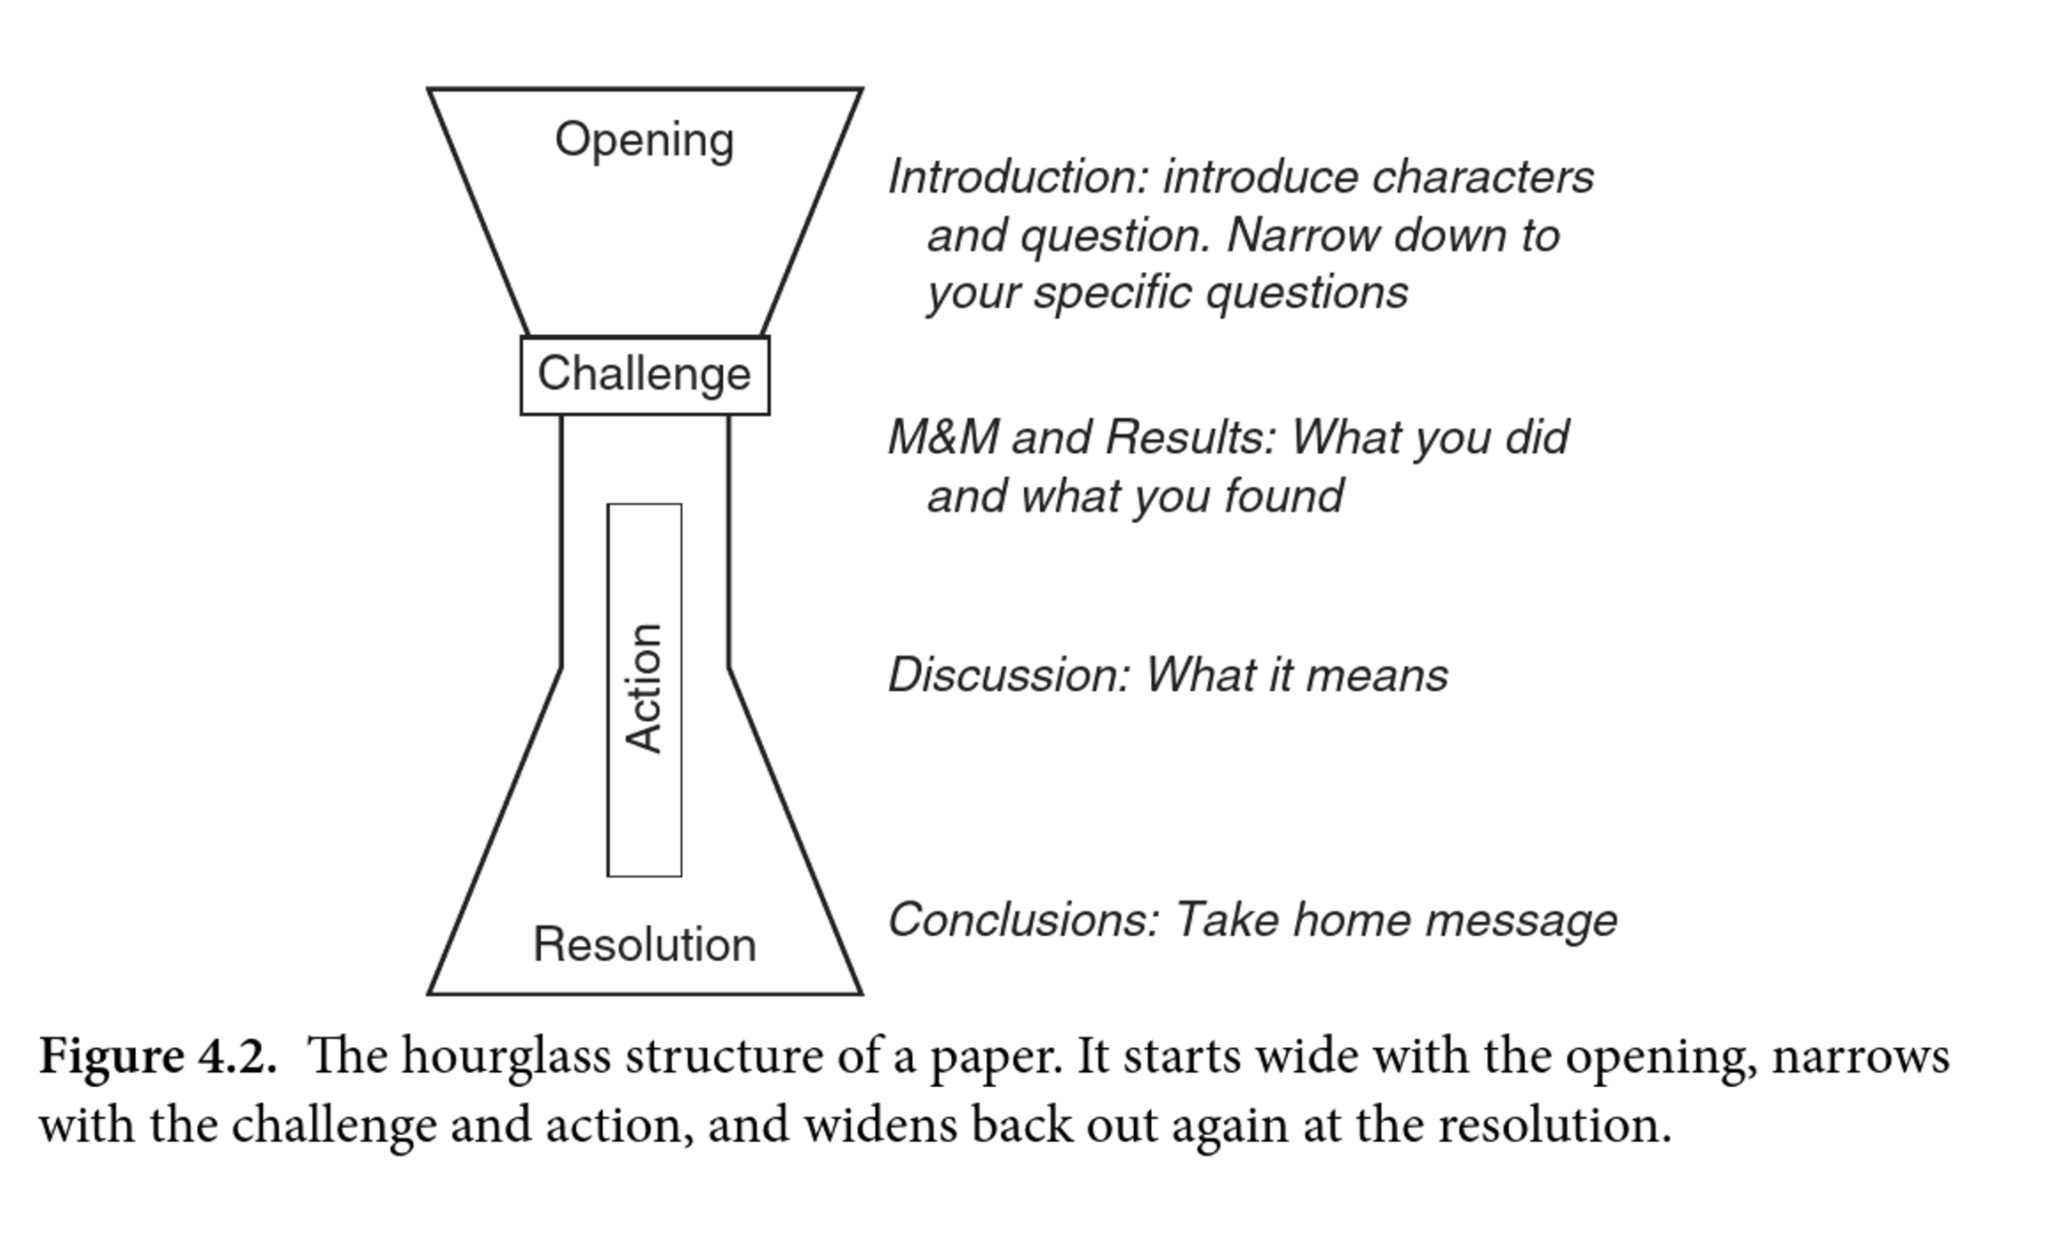 Opening
Introduction: introduce characters
and question. Narrow down to
your specific questions
Challenge
M&M and Results: What you did
and what you found
Action
Discussion: What it means
Resolution
Conclusions: Take home message
Figure 4.2. The hourglass structure of a paper. It starts wide with the opening, narrows
with the challenge and action, and widens back out again at the resolution.